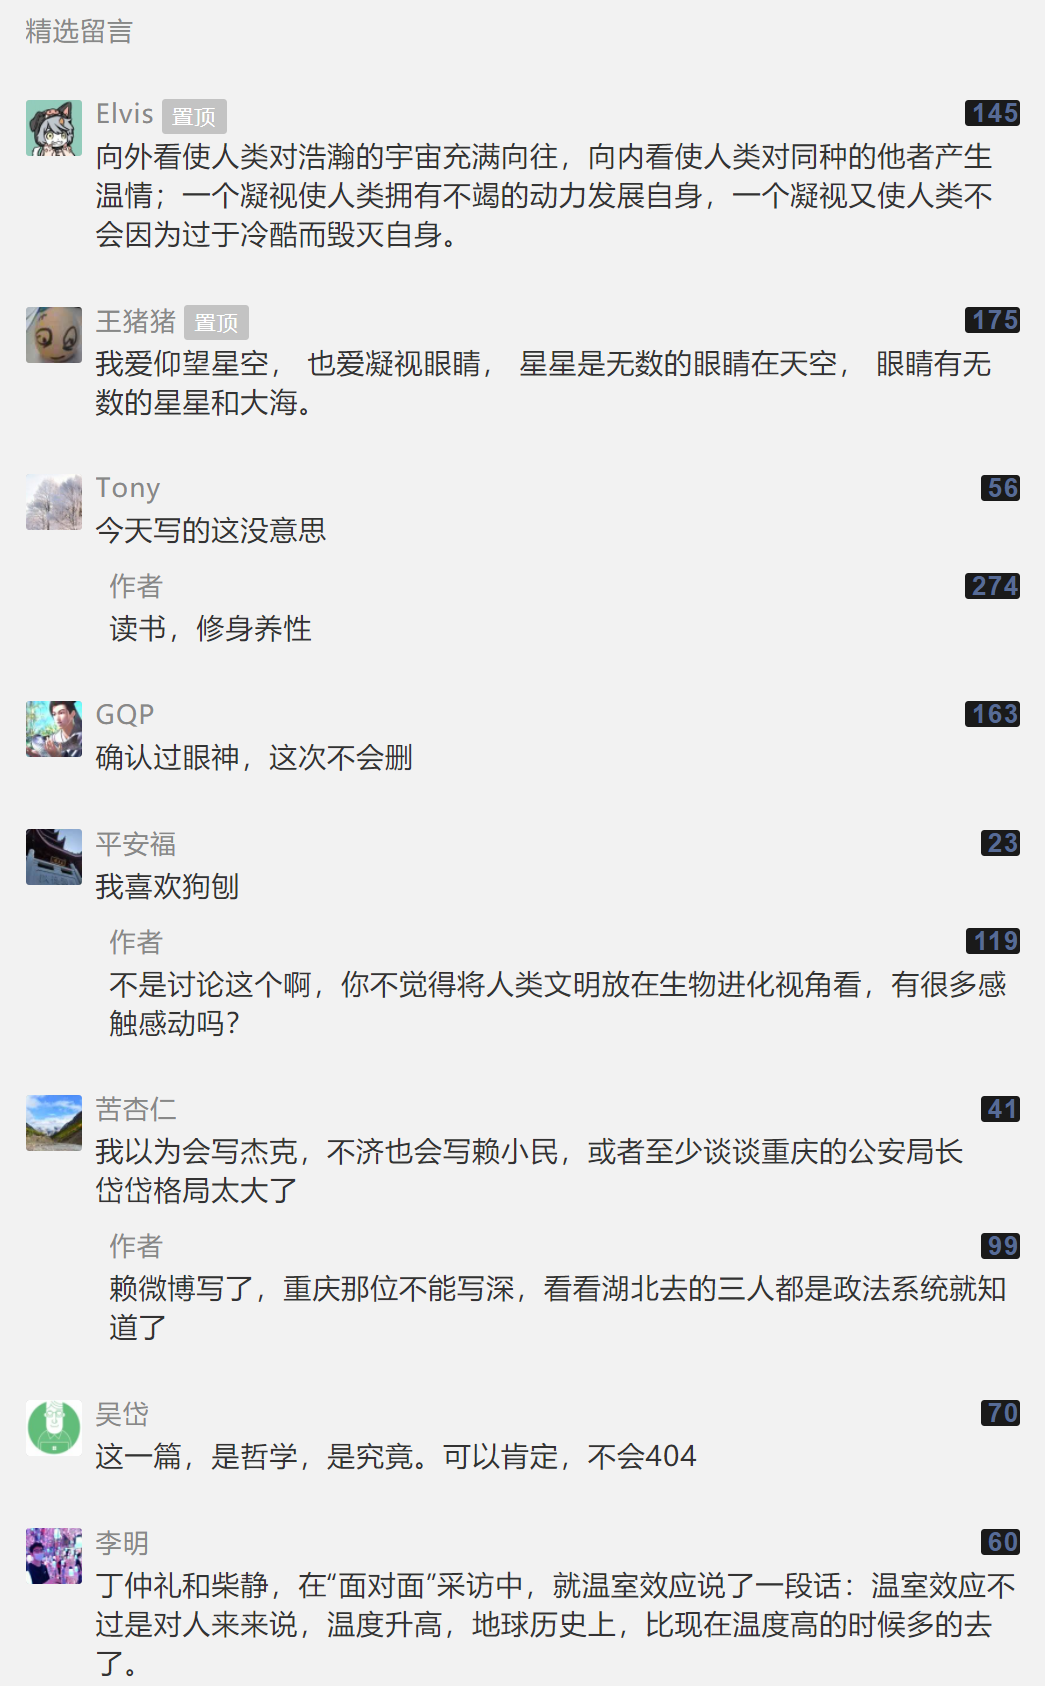 精选留言
Elvis 置顶 145
向外看使人类对浩瀚的宇宙充满向往，向内看使人类对同种的他者产生
温情；一个凝视使人类拥有不竭的动力发展自身，一个凝视又使人类不
会因为过于冷酷而毁灭自身。
王猪猪 置顶 175
我爱仰望星空， 也爱凝视眼睛， 星星是无数的眼睛在天空， 眼睛有无
数的星星和大海。
Tony 56
今天写的这没意思
作者 274
读书，修身养性
GQP 163
确认过眼神，这次不会删
平安福 23
我喜欢狗刨
作者 119
不是讨论这个啊，你不觉得将人类文明放在生物进化视角看，有很多感
触感动吗？
苦杏仁 41
我以为会写杰克，不济也会写赖小民，或者至少谈谈重庆的公安局长
岱岱格局太大了
作者 99
赖微博写了，重庆那位不能写深，看看湖北去的三人都是政法系统就知
道了
吴岱 70
这一篇，是哲学，是究竟。可以肯定，不会404
李明 60
丁仲礼和柴静，在“面对面”采访中，就温室效应说了一段话：温室效应不
过是对人来来说，温度升高，地球历史上，比现在温度高的时候多的去
了。